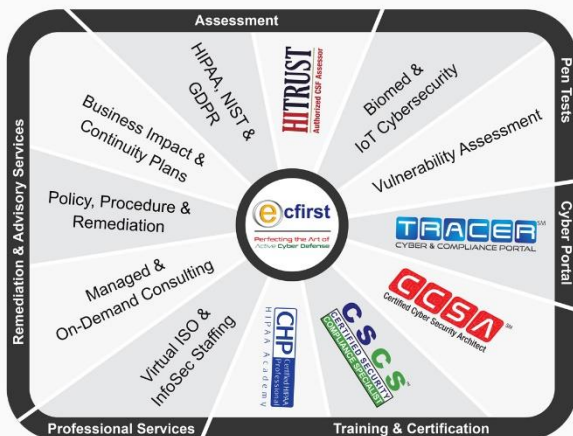 Assessment
HIPAA, NIST &
GDPR
HITRUST
Authorized CSF Assessor
Biomed &
IoT Cybersecurity
Pen Tests
Vulnerability Assessment
Cyber Portal
TRACER SM
CYBER & COMPLIANCE PORTAL
CCSA SM
Certified Cyber Security Architect
CSCS™
CERTIFIED SECURITY
COMPLIANCE SPECIALIST
Training & Certification
CHP
Certified HIPAA
Professional
HIPAA Academy
Professional Services
Virtual ISO &
InfoSec Staffing
Managed &
On-Demand Consulting
Policy, Procedure &
Remediation
Business Impact &
Continuity Plans
Remediation & Advisory Services
ecfirst
Perfecting the Art of
Active Cyber Defense